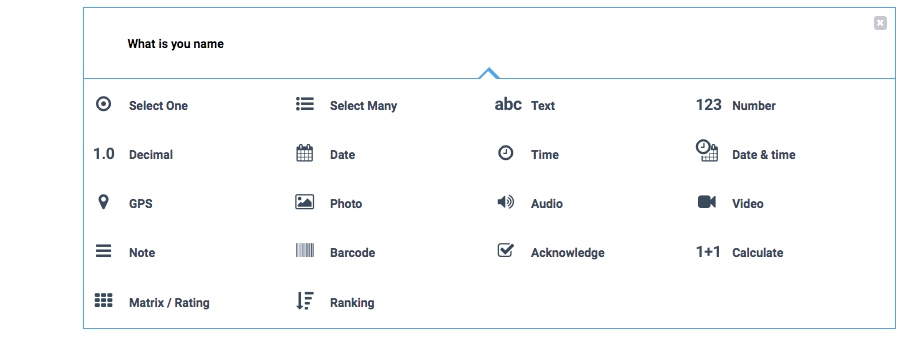 What is you name
Select One
Select Many
abc Text
123 Number
1.0 Decimal
Date
Time
Date & time
GPS
Photo
Audio
Video
Note
Barcode
Acknowledge
1+1 Calculate
Matrix / Rating
Ranking